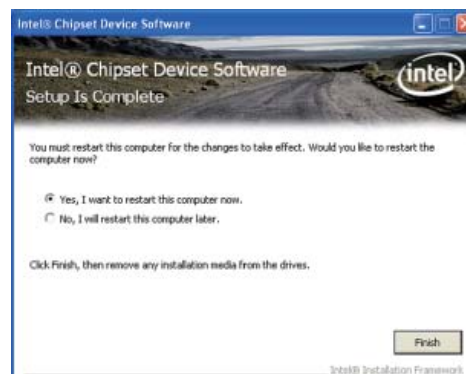 Intel® Chipset Device Software
Intel® Chipset Device Software
intel
Setup Is Complete
You must restart this computer for the changes to take effect. Would you like to restart the
computer now?
Yes, I want to restart this computer now.
No, I will restart this computer later.
Click Finish, then remove any installation media from the drives.
Finish
Intel® Installation Framework